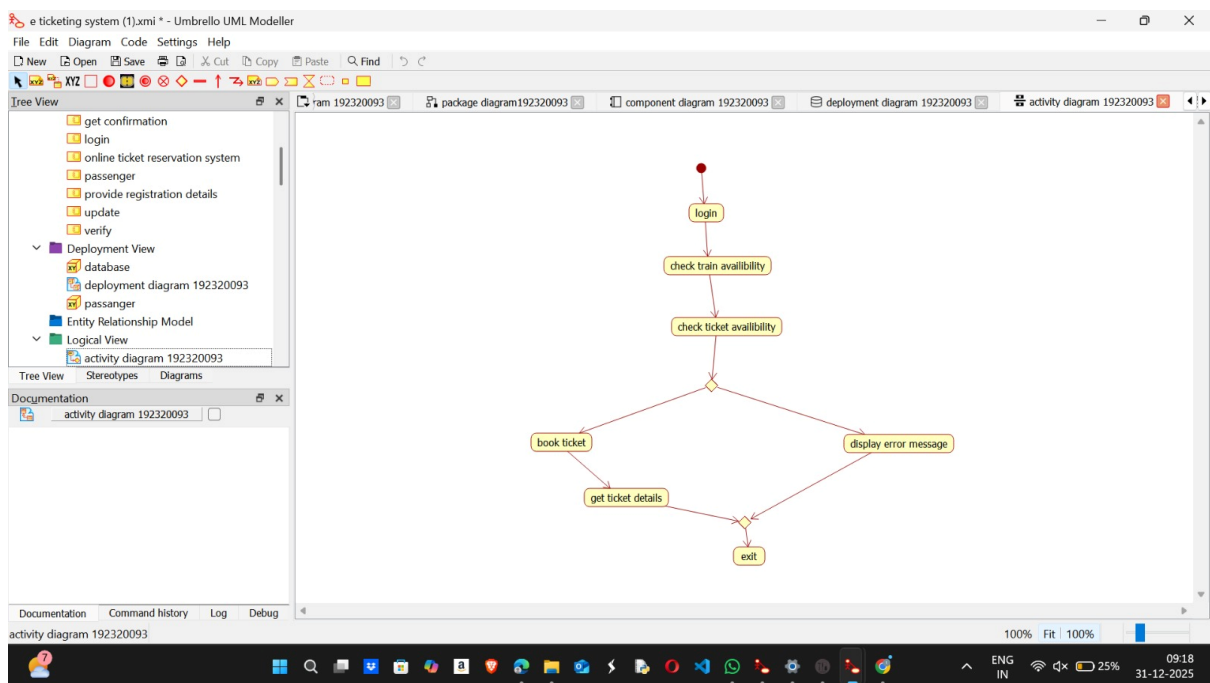 e ticketing system (1).xmi * - Umbrello UML Modeller
File Edit Diagram Code Settings Help
New Open Save Cut Copy Paste Find
XYZ
Tree View
ram 192320093 package diagram192320093 component diagram 192320093 deployment diagram 192320093 activity diagram 192320093
get confirmation
login
online ticket reservation system
passenger
provide registration details
update
verify
Deployment View
database
deployment diagram 192320093
passanger
Entity Relationship Model
Logical View
activity diagram 192320093
Tree View Stereotypes Diagrams
Documentation
activity diagram 192320093
login
check train availibility
check ticket availibility
book ticket
display error message
get ticket details
exit
Documentation Command history Log Debug
activity diagram 192320093
100% Fit 100%
7
ENG
IN
25%
09:18
31-12-2025